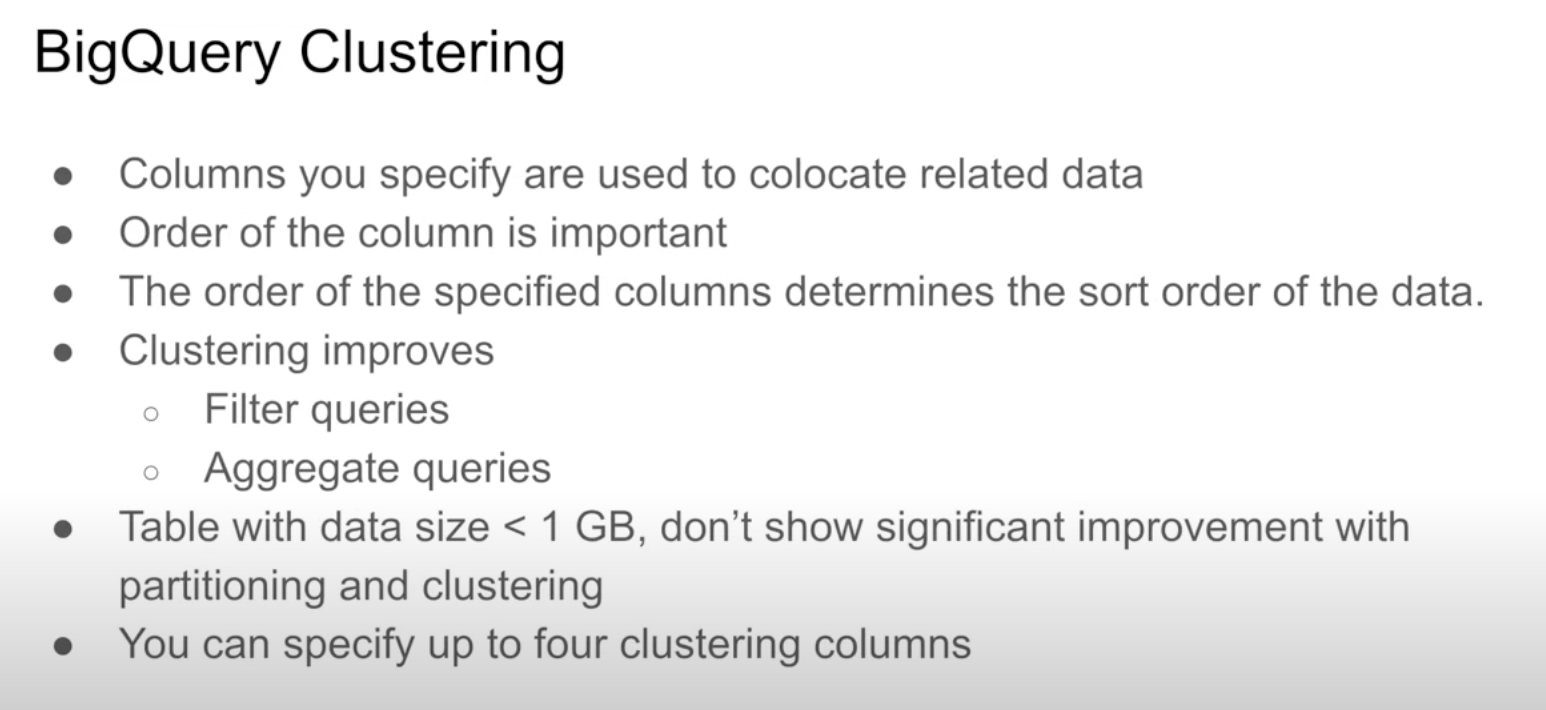 BigQuery Clustering
● Columns you specify are used to colocate related data
● Order of the column is important
● The order of the specified columns determines the sort order of the data.
● Clustering improves
○ Filter queries
○ Aggregate queries
● Table with data size < 1 GB, don’t show significant improvement with
partitioning and clustering
● You can specify up to four clustering columns